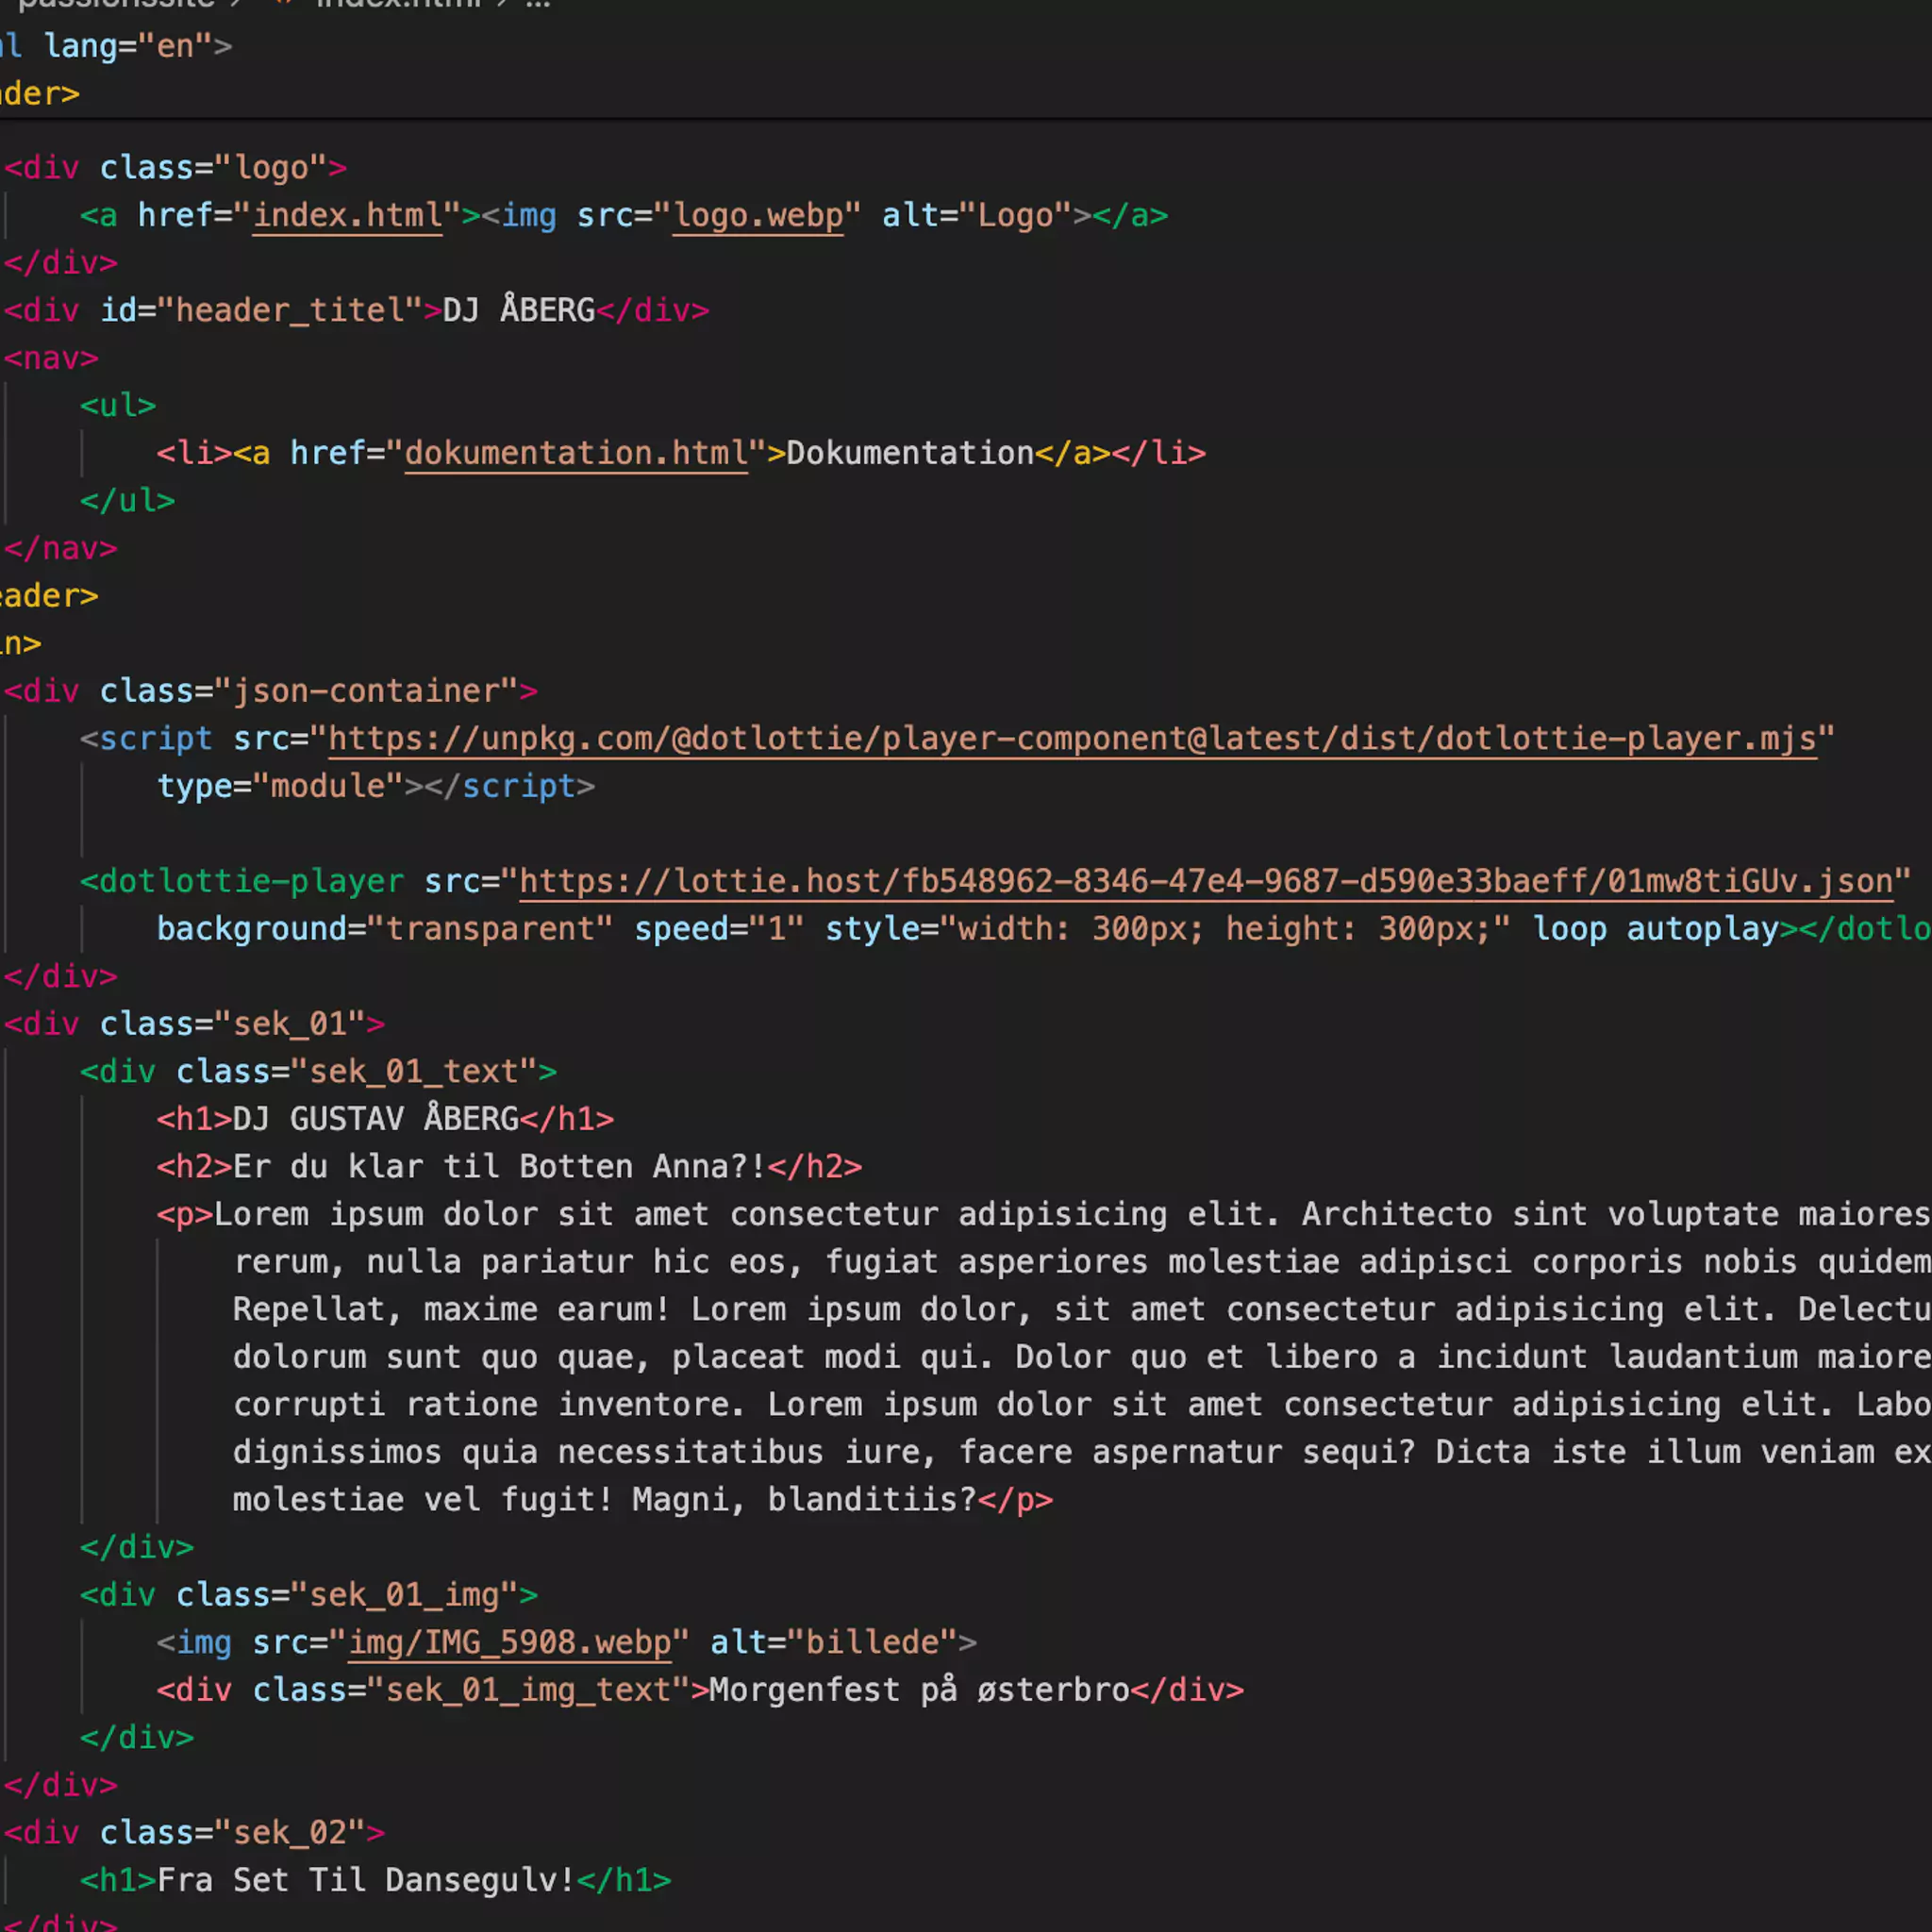 passionssite > <> index.html > ...
ml lang="en">
ader>
<div class="logo">
<a href="index.html"><img src="logo.webp" alt="Logo"></a>
</div>
<div id="header_titel">DJ ÅBERG</div>
<nav>
<ul>
<li><a href="dokumentation.html">Dokumentation</a></li>
</ul>
</nav>
eader>
in>
<div class="json-container">
<script src="https://unpkg.com/@dotlottie/player-component@latest/dist/dotlottie-player.mjs"
type="module"></script>
<dotlottie-player src="https://lottie.host/fb548962-8346-47e4-9687-d590e33baeff/01mw8tiGUv.json"
background="transparent" speed="1" style="width: 300px; height: 300px;" loop autoplay></dotlo
</div>
<div class="sek_01">
<div class="sek_01_text">
<h1>DJ GUSTAV ÅBERG</h1>
<h2>Er du klar til Botten Anna?!</h2>
<p>Lorem ipsum dolor sit amet consectetur adipisicing elit. Architecto sint voluptate maiores
rerum, nulla pariatur hic eos, fugiat asperiores molestiae adipisci corporis nobis quidem
Repellat, maxime earum! Lorem ipsum dolor, sit amet consectetur adipisicing elit. Delectu
dolorum sunt quo quae, placeat modi qui. Dolor quo et libero a incidunt laudantium maiore
corrupti ratione inventore. Lorem ipsum dolor sit amet consectetur adipisicing elit. Labo
dignissimos quia necessitatibus iure, facere aspernatur sequi? Dicta iste illum veniam ex
molestiae vel fugit! Magni, blanditiis?</p>
</div>
<div class="sek_01_img">
<img src="img/IMG_5908.webp" alt="billede">
<div class="sek_01_img_text">Morgenfest på østerbro</div>
</div>
</div>
<div class="sek_02">
<h1>Fra Set Til Dansegulv!</h1>
</div>